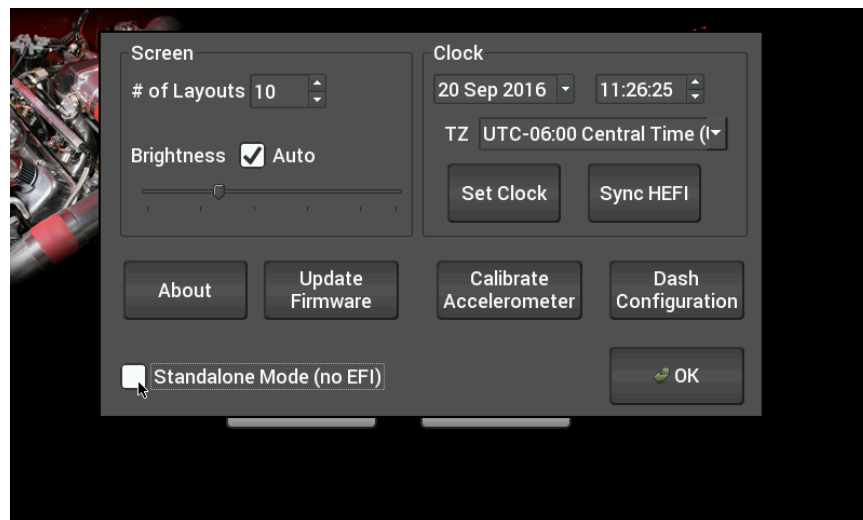 Screen
# of Layouts 10
Brightness Auto
Clock
20 Sep 2016 11:26:25
TZ UTC-06:00 Central Time (
Set Clock Sync HEFI
About
Update
Firmware
Calibrate
Accelerometer
Dash
Configuration
Standalone Mode (no EFI)
OK